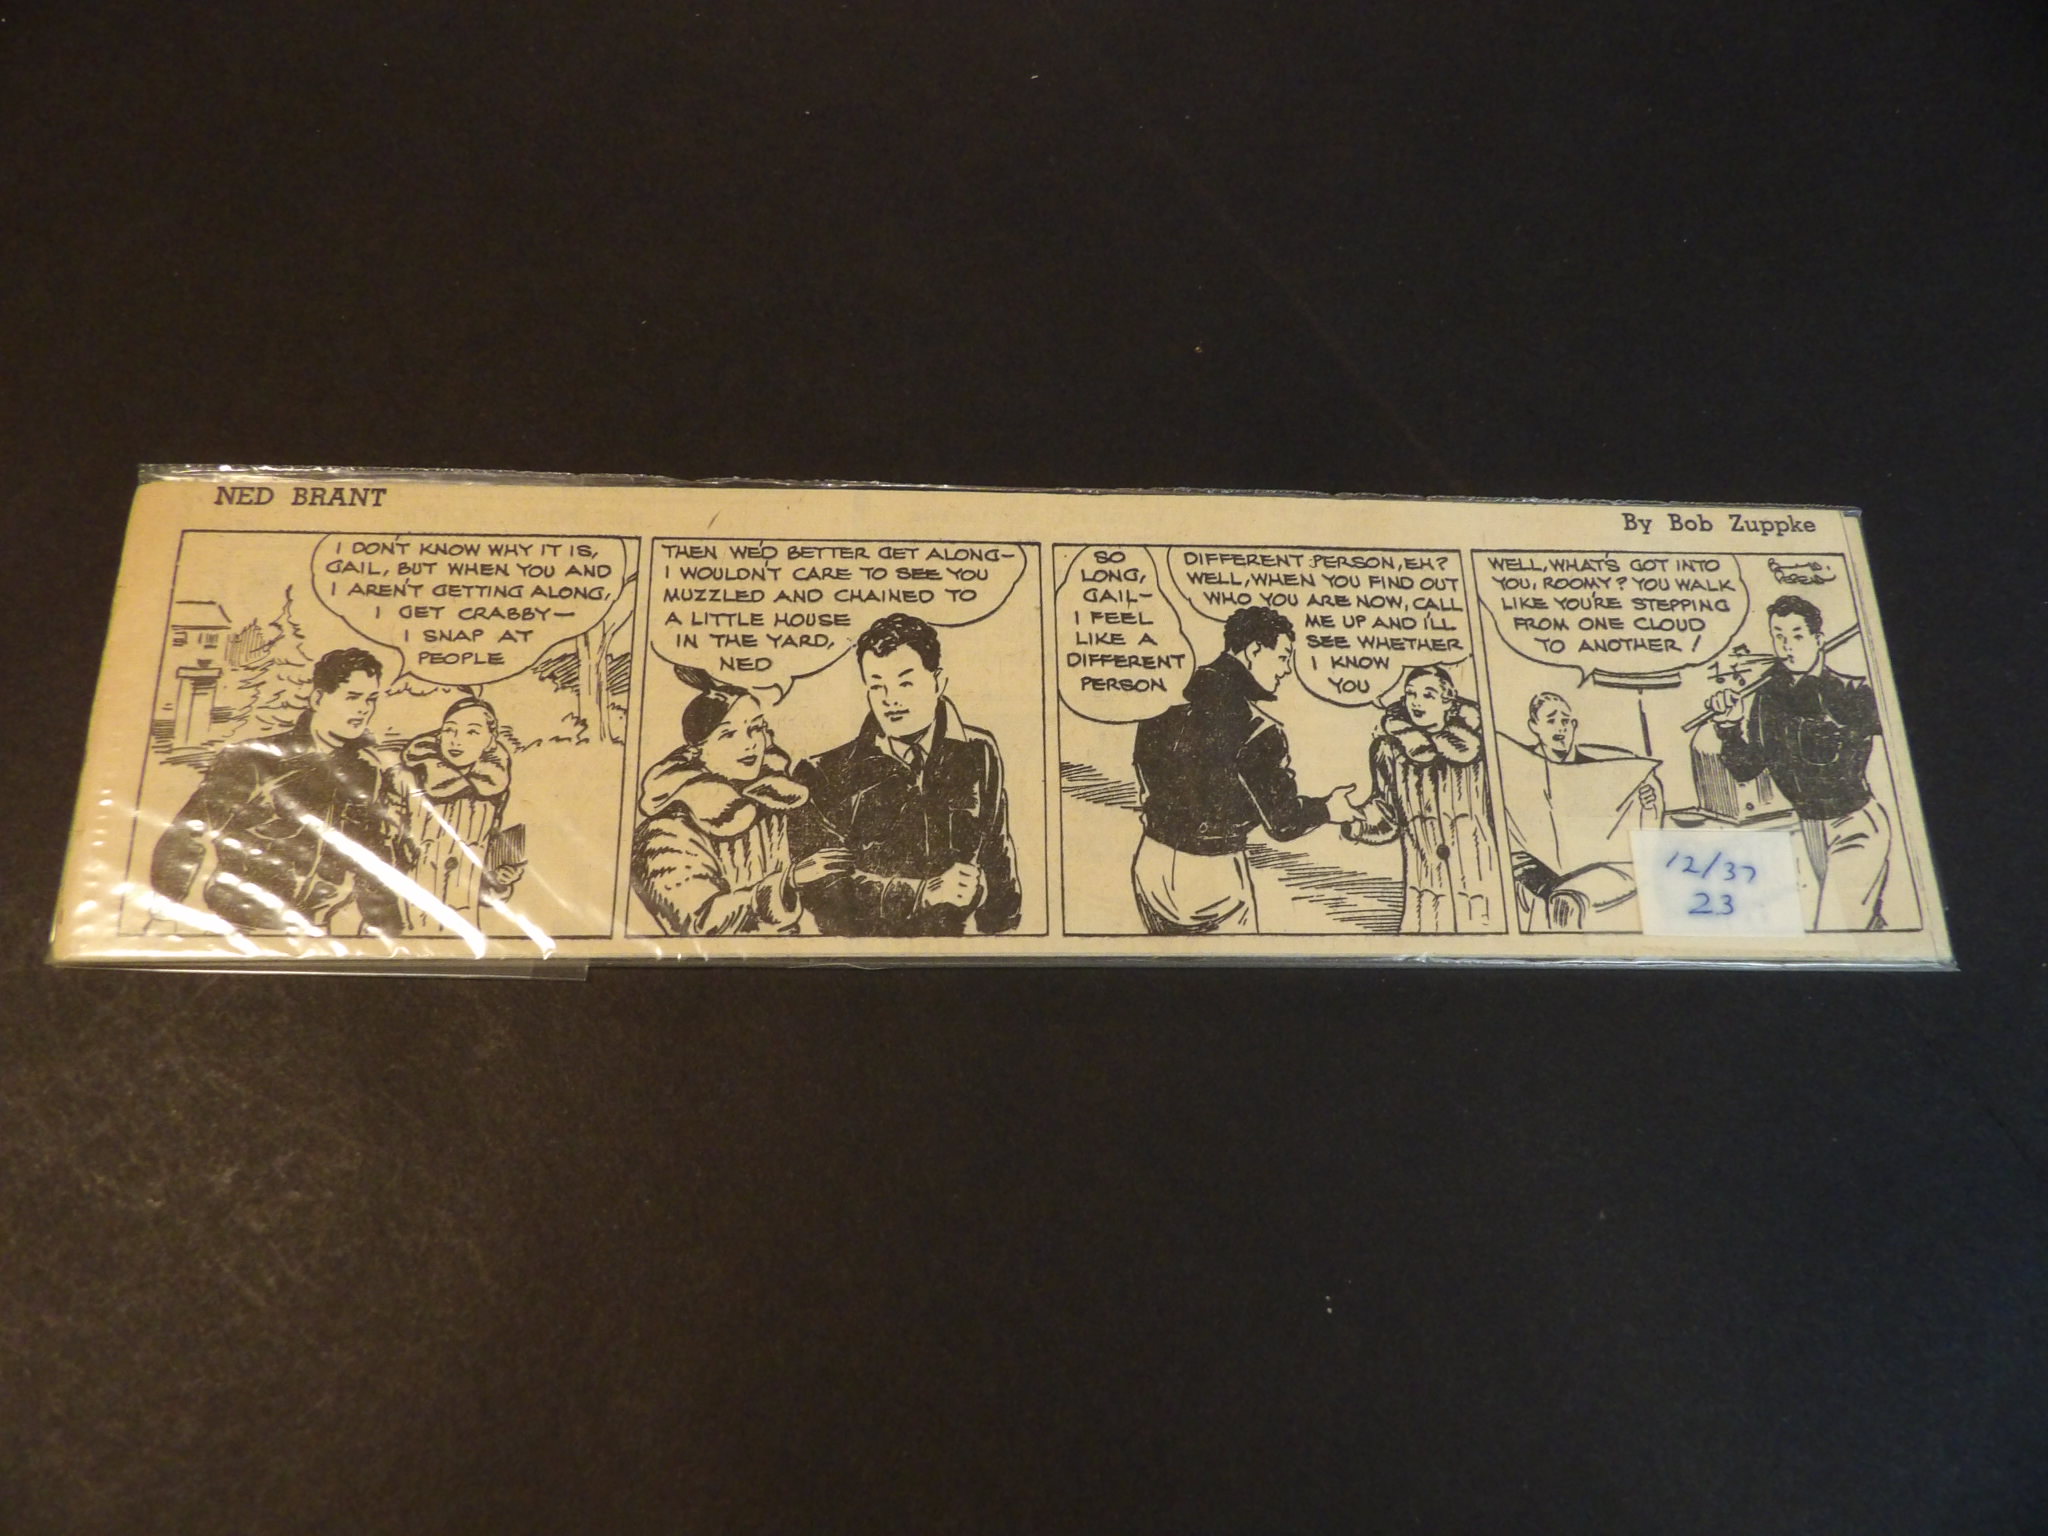 NED BRANT
By Bob Zuppke
I DON'T KNOW WHY IT IS,
GAIL, BUT WHEN YOU AND
I AREN'T GETTING ALONG,
I GET CRABBY—
I SNAP AT
PEOPLE
THEN WE'D BETTER GET ALONG—
I WOULDN'T CARE TO SEE YOU
MUZZLED AND CHAINED TO
A LITTLE HOUSE
IN THE YARD,
NED
SO
LONG,
GAIL—
I FEEL
LIKE A
DIFFERENT
PERSON
DIFFERENT PERSON, EH?
WELL, WHEN YOU FIND OUT
WHO YOU ARE NOW, CALL
ME UP AND I'LL
SEE WHETHER
I KNOW
YOU
WELL, WHAT'S GOT INTO
YOU, ROOMY? YOU WALK
LIKE YOU'RE STEPPING
FROM ONE CLOUD
TO ANOTHER!
12/37
23